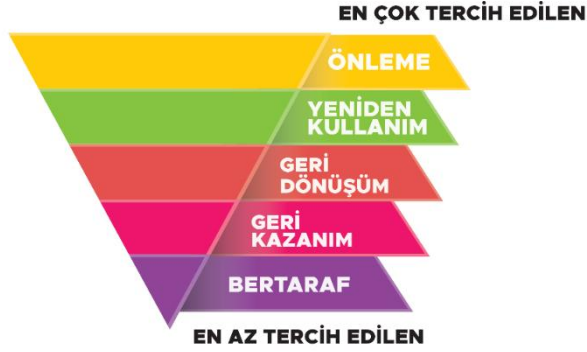 EN ÇOK TERCİH EDİLEN
ÖNLEME
YENİDEN
KULLANIM
GERİ
DÖNÜŞÜM
GERİ
KAZANIM
BERTARAF
EN AZ TERCİH EDİLEN